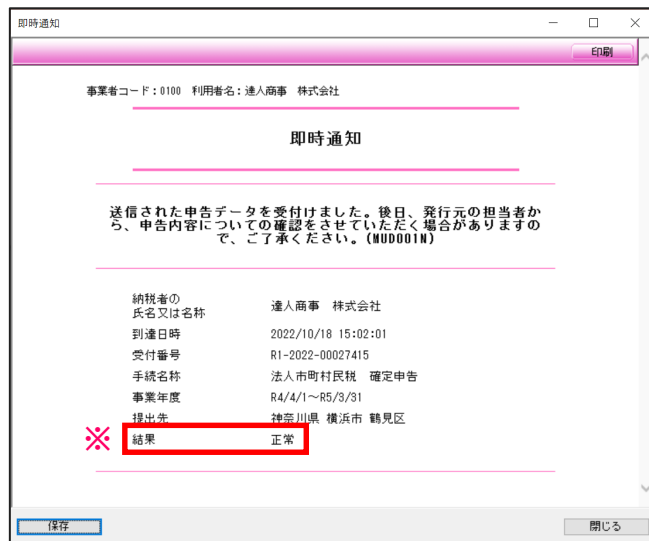 即時通知
印刷
事業者コード：0100 利用者名：達人商事 株式会社
即時通知
送信された申告データを受付けました。後日、発行元の担当者か
ら、申告内容についての確認をさせていただく場合がありますの
で、ご了承ください。(MUD001N)
納税者の
氏名又は名称 達人商事 株式会社
到達日時 2022/10/18 15:02:01
受付番号 R1-2022-00027415
手続名称 法人市町村民税 確定申告
事業年度 R4/4/1～R5/3/31
提出先 神奈川県 横浜市 鶴見区
※ 結果 正常
保存 閉じる